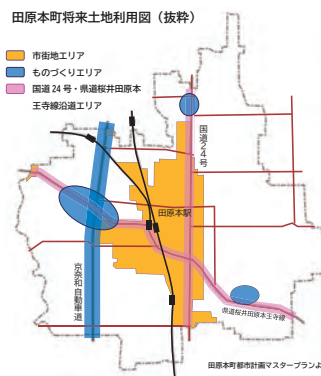 田原本町将来土地利用図（抜粋）
市街地エリア
ものづくりエリア
国道24号・県道桜井田原本
王寺線沿道エリア
国道24号
田原本駅
京奈和自動車道
県道桜井田原本王寺線
田原本町都市計画マスタープランよ